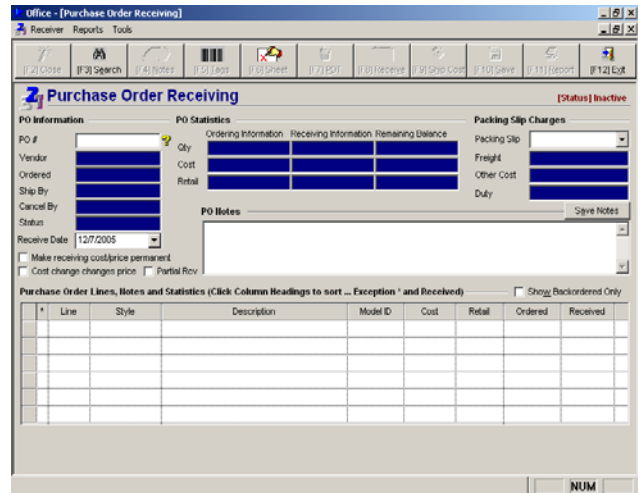 Office - [Purchase Order Receiving]
Receiver Reports Tools
[F2] Close [F3] Search [F4] Notes [F5] Tags [F6] Sheet [F7] PDT [F8] Receive [F9] Ship Cost [F10] Save [F11] Report [F12] Exit
Purchase Order Receiving [Status] Inactive
PO Information PO Statistics Packing Slip Charges
Ordering Information Receiving Information Remaining Balance
PO # ? Qty Packing Slip
Vendor Cost Freight
Ordered Retail Other Cost
Ship By Duty
Cancel By PO Notes Save Notes
Status
Receive Date 12/7/2005
Make receiving cost/price permanent
Cost change changes price Partial Rcv
Purchase Order Lines, Notes and Statistics (Click Column Headings to sort ... Exception * and Received) Show Backordered Only
* Line Style Description Model ID Cost Retail Ordered Received
NUM